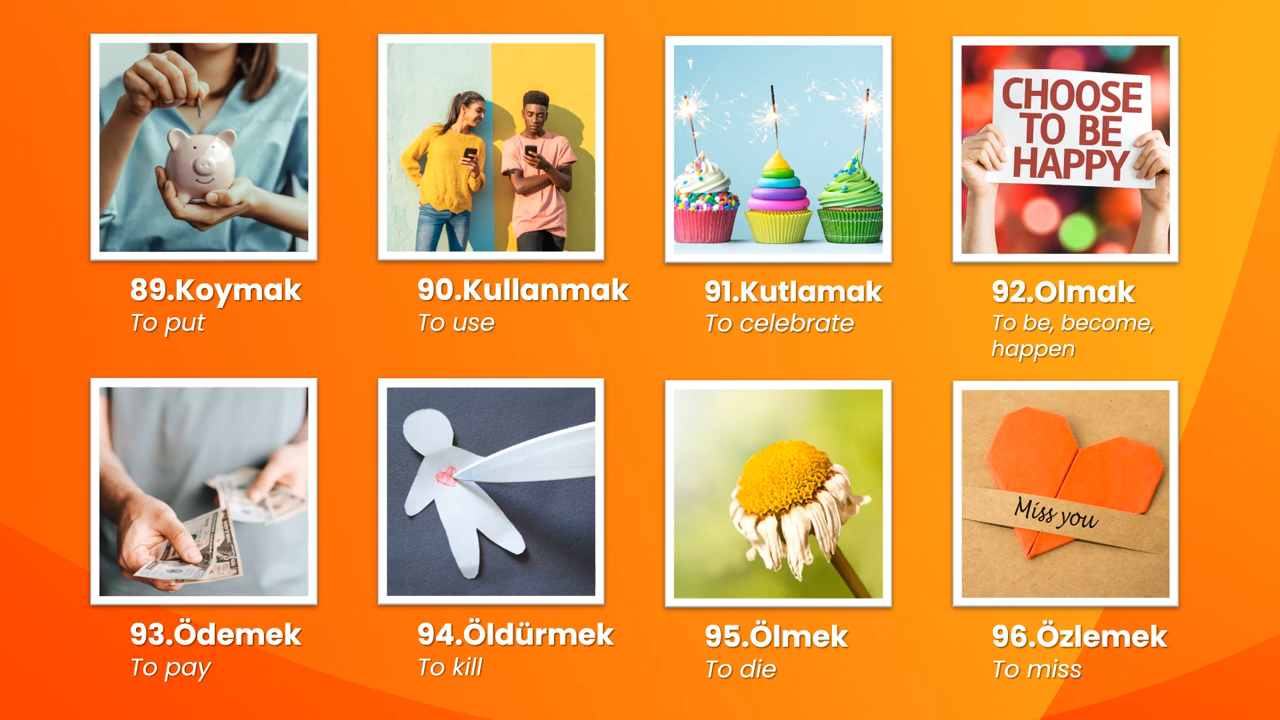 CHOOSE
TO BE
HAPPY
89.Koymak
To put
90.Kullanmak
To use
91.Kutlamak
To celebrate
92.Olmak
To be, become,
happen
Miss you
93.Ödemek
To pay
94.Öldürmek
To kill
95.Ölmek
To die
96.Özlemek
To miss